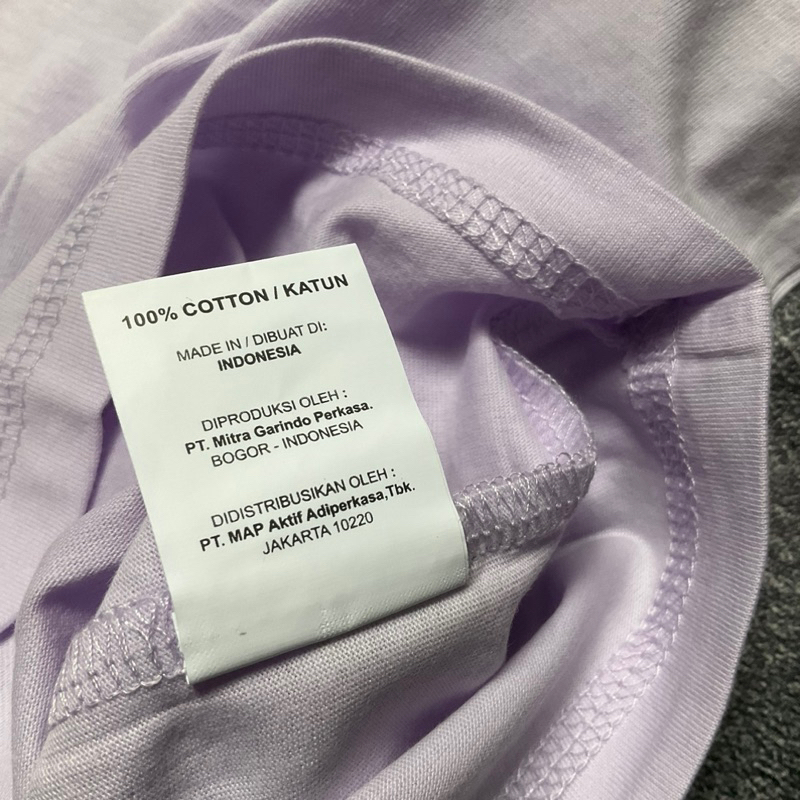 100% COTTON / KATUN
MADE IN / DIBUAT DI:
INDONESIA
DIPRODUKSI OLEH :
PT. Mitra Garindo Perkasa.
BOGOR - INDONESIA
DIDISTRIBUSIKAN OLEH :
PT. MAP Aktif Adiperkasa,Tbk.
JAKARTA 10220